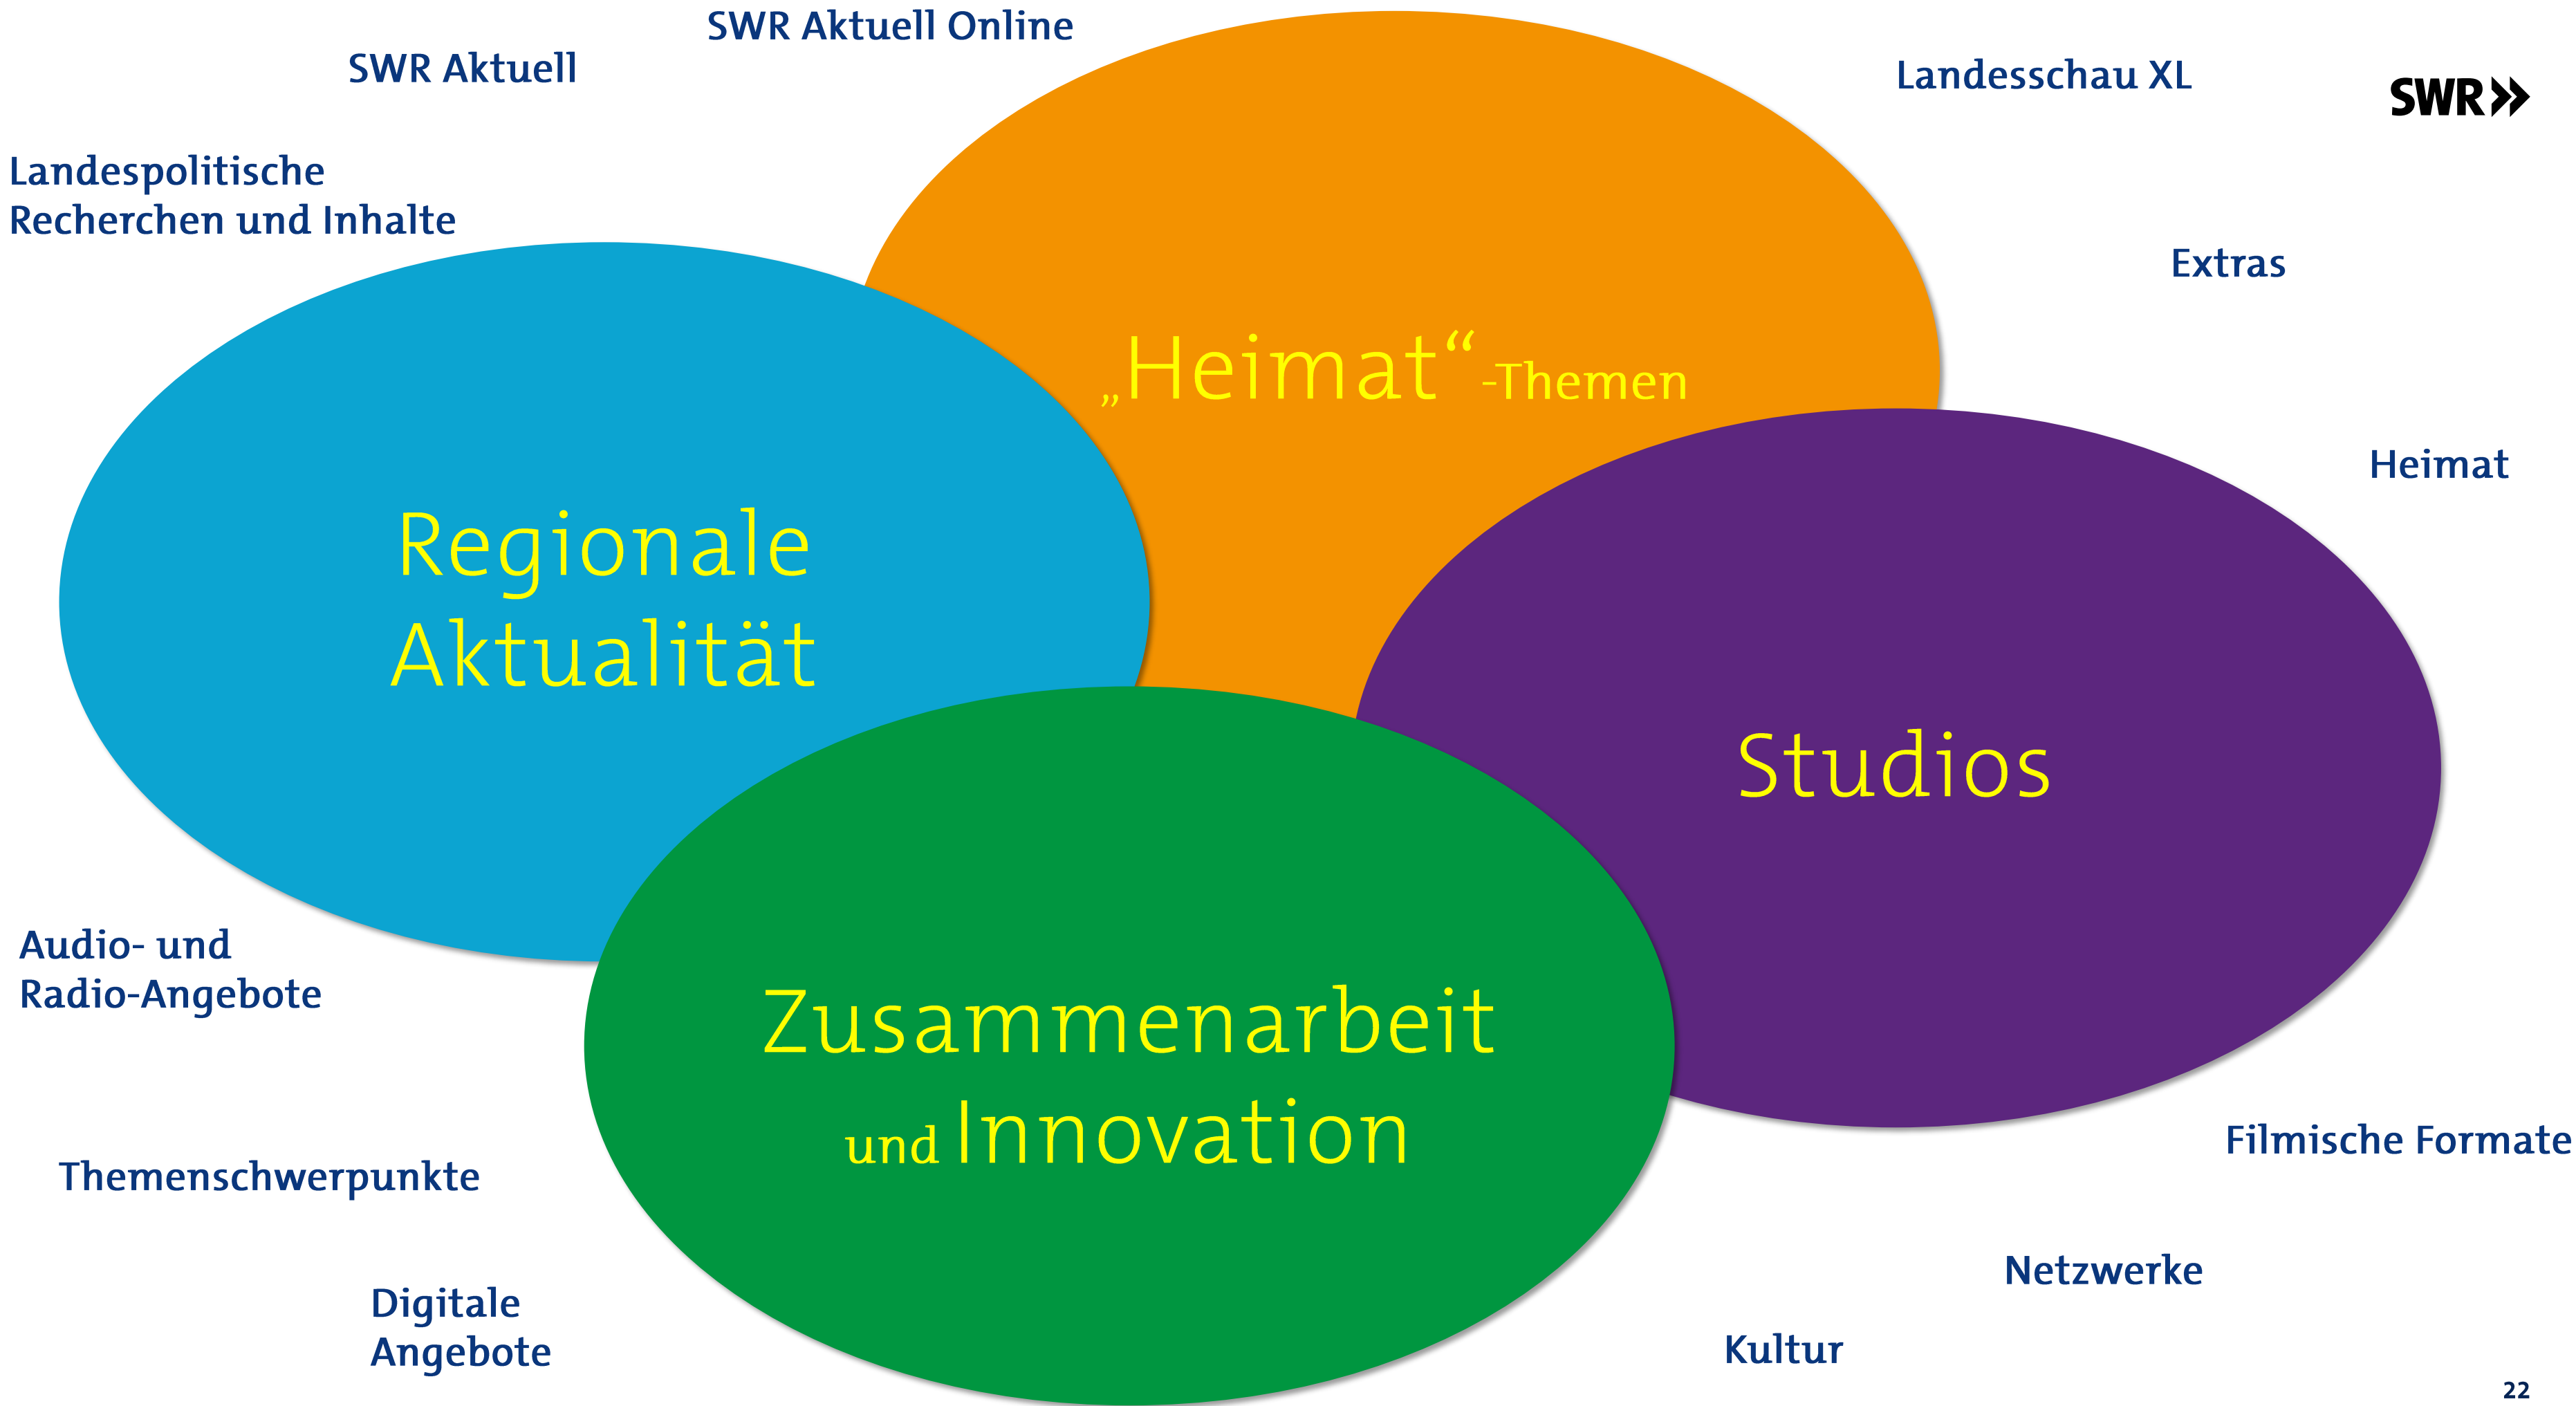 SWR Aktuell Online
SWR Aktuell
Landesschau XL
SWR
Landespolitische
Recherchen und Inhalte
Extras
„Heimat“ -Themen
Heimat
Regionale
Aktualität
Studios
Audio- und
Radio-Angebote
Zusammenarbeit
und Innovation
Filmische Formate
Themenschwerpunkte
Netzwerke
Digitale
Angebote
Kultur
22